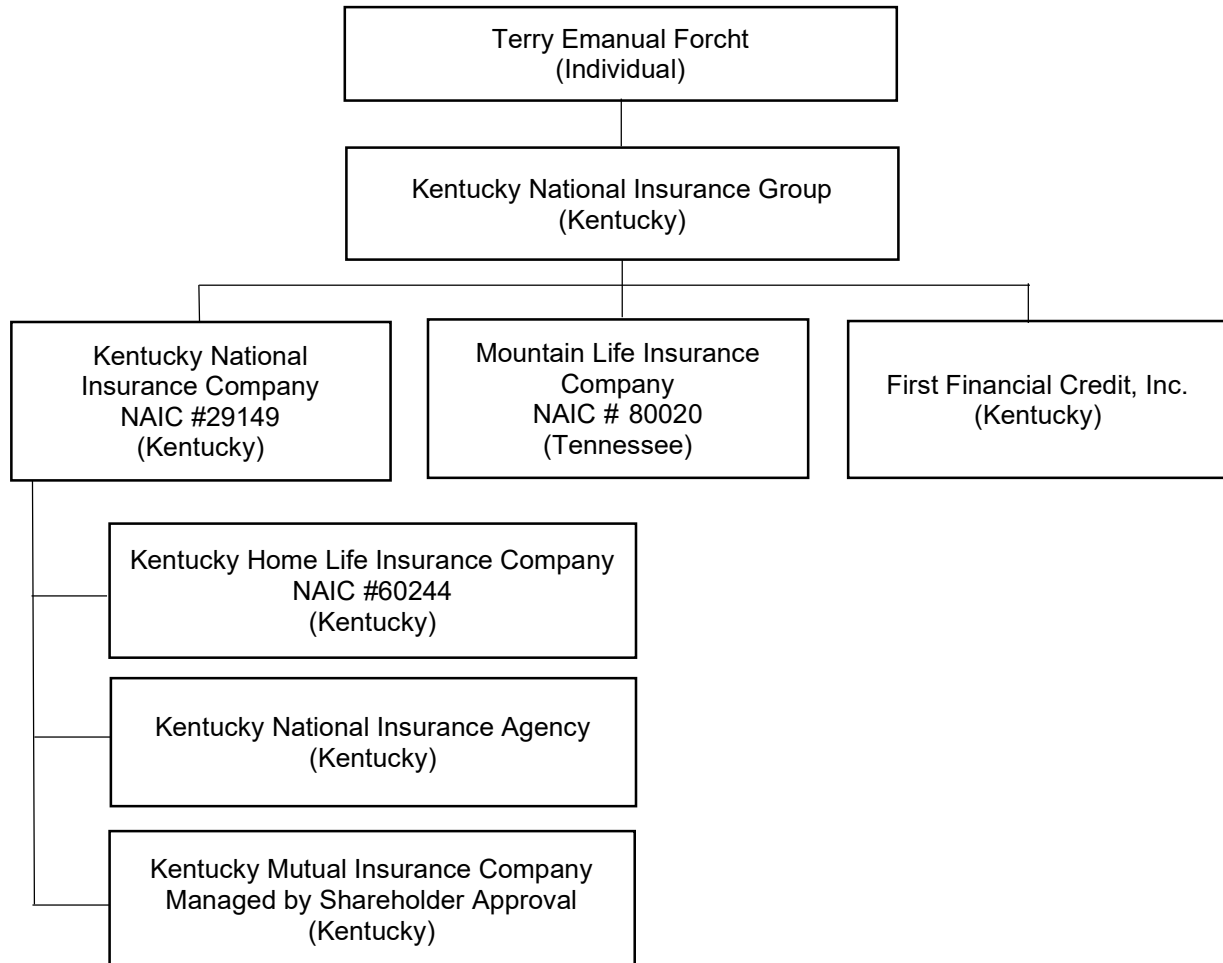 Terry Emanual Forcht
(Individual)
Kentucky National Insurance Group
(Kentucky)
Kentucky National
Insurance Company
NAIC #29149
(Kentucky)
Mountain Life Insurance
Company
NAIC # 80020
(Tennessee)
First Financial Credit, Inc.
(Kentucky)
Kentucky Home Life Insurance Company
NAIC #60244
(Kentucky)
Kentucky National Insurance Agency
(Kentucky)
Kentucky Mutual Insurance Company
Managed by Shareholder Approval
(Kentucky)